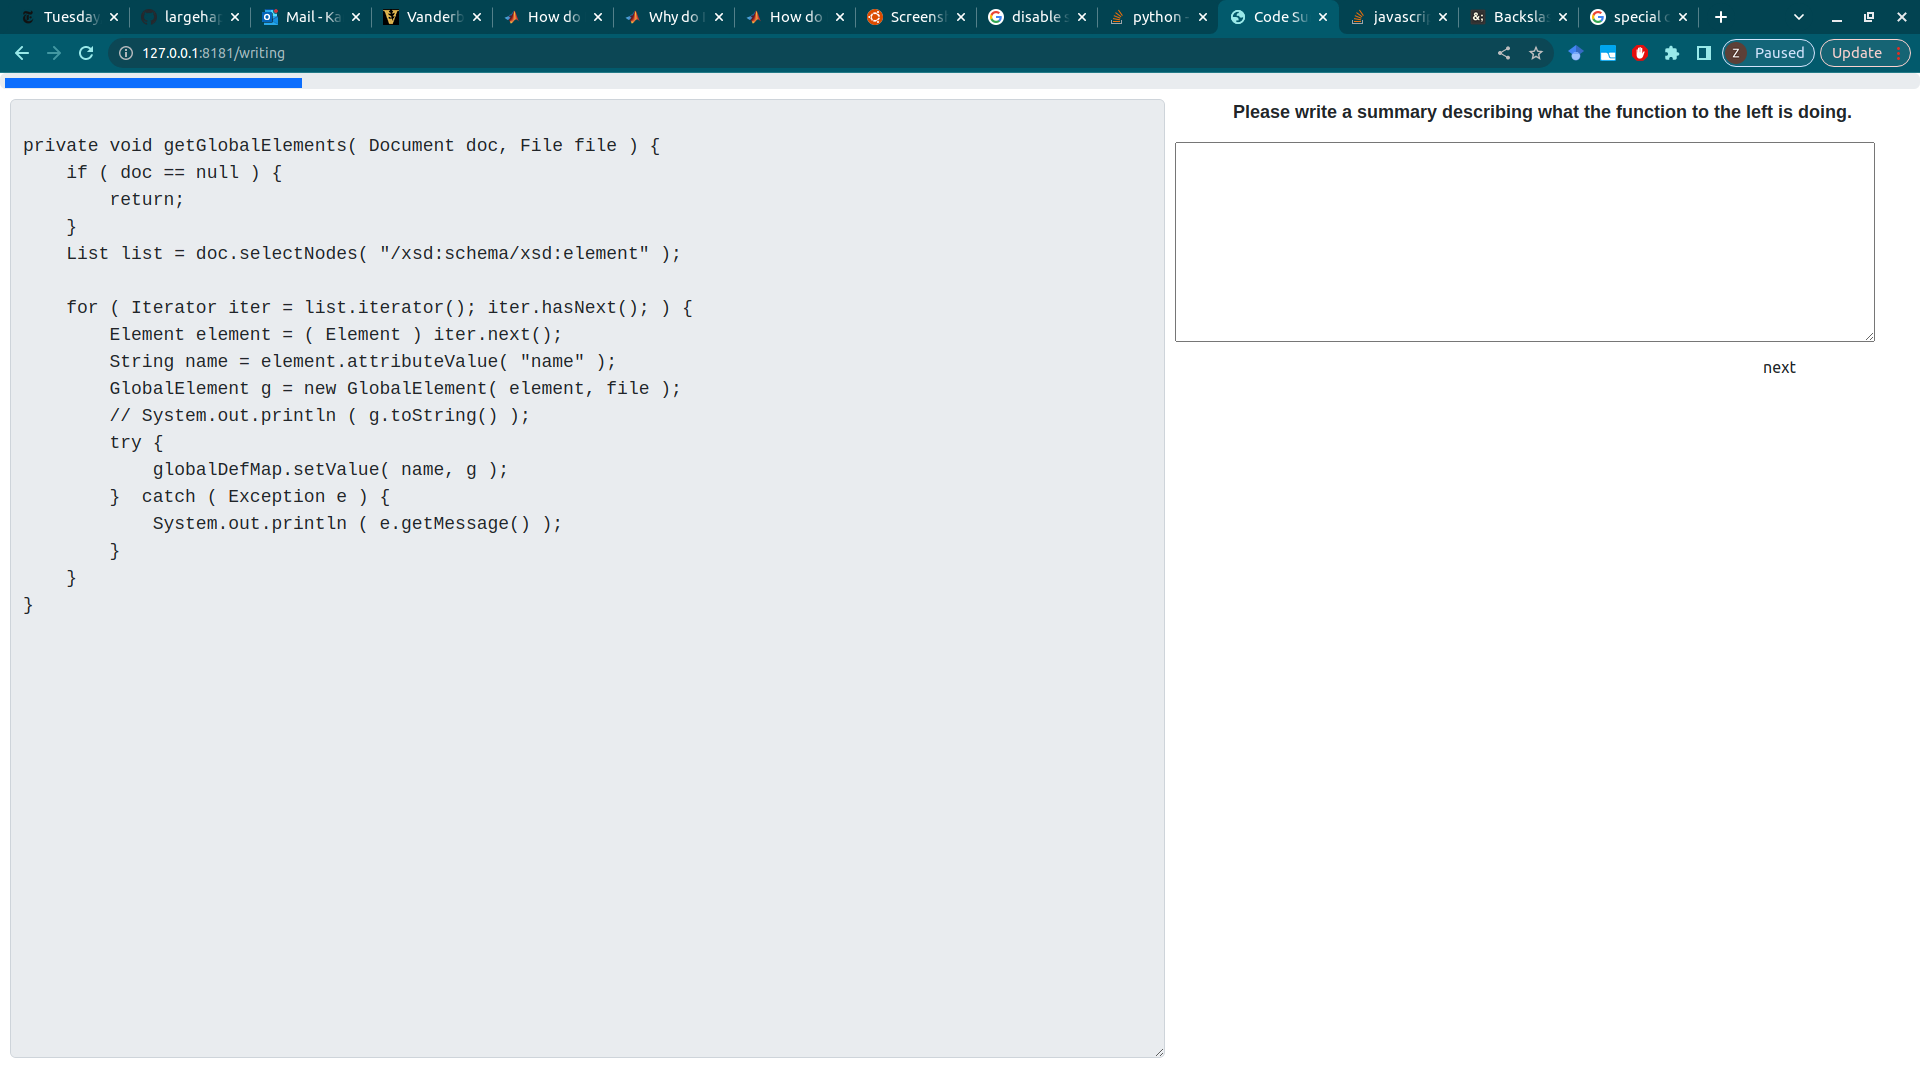 Tuesday
largehap
Mail - Ka
Vanderb
How do
Why do
How do
Screensh
disable s
python -
Code Su
javascrip
Backslas
special c
127.0.0.1:8181/writing
Z Paused
Update
Please write a summary describing what the function to the left is doing.
private void getGlobalElements( Document doc, File file ) {
    if ( doc == null ) {
        return;
    }
    List list = doc.selectNodes( "/xsd:schema/xsd:element" );
    for ( Iterator iter = list.iterator(); iter.hasNext(); ) {
        Element element = ( Element ) iter.next();
        String name = element.attributeValue( "name" );
        GlobalElement g = new GlobalElement( element, file );
        // System.out.println ( g.toString() );
        try {
            globalDefMap.setValue( name, g );
        }  catch ( Exception e ) {
            System.out.println ( e.getMessage() );
        }
    }
}
next